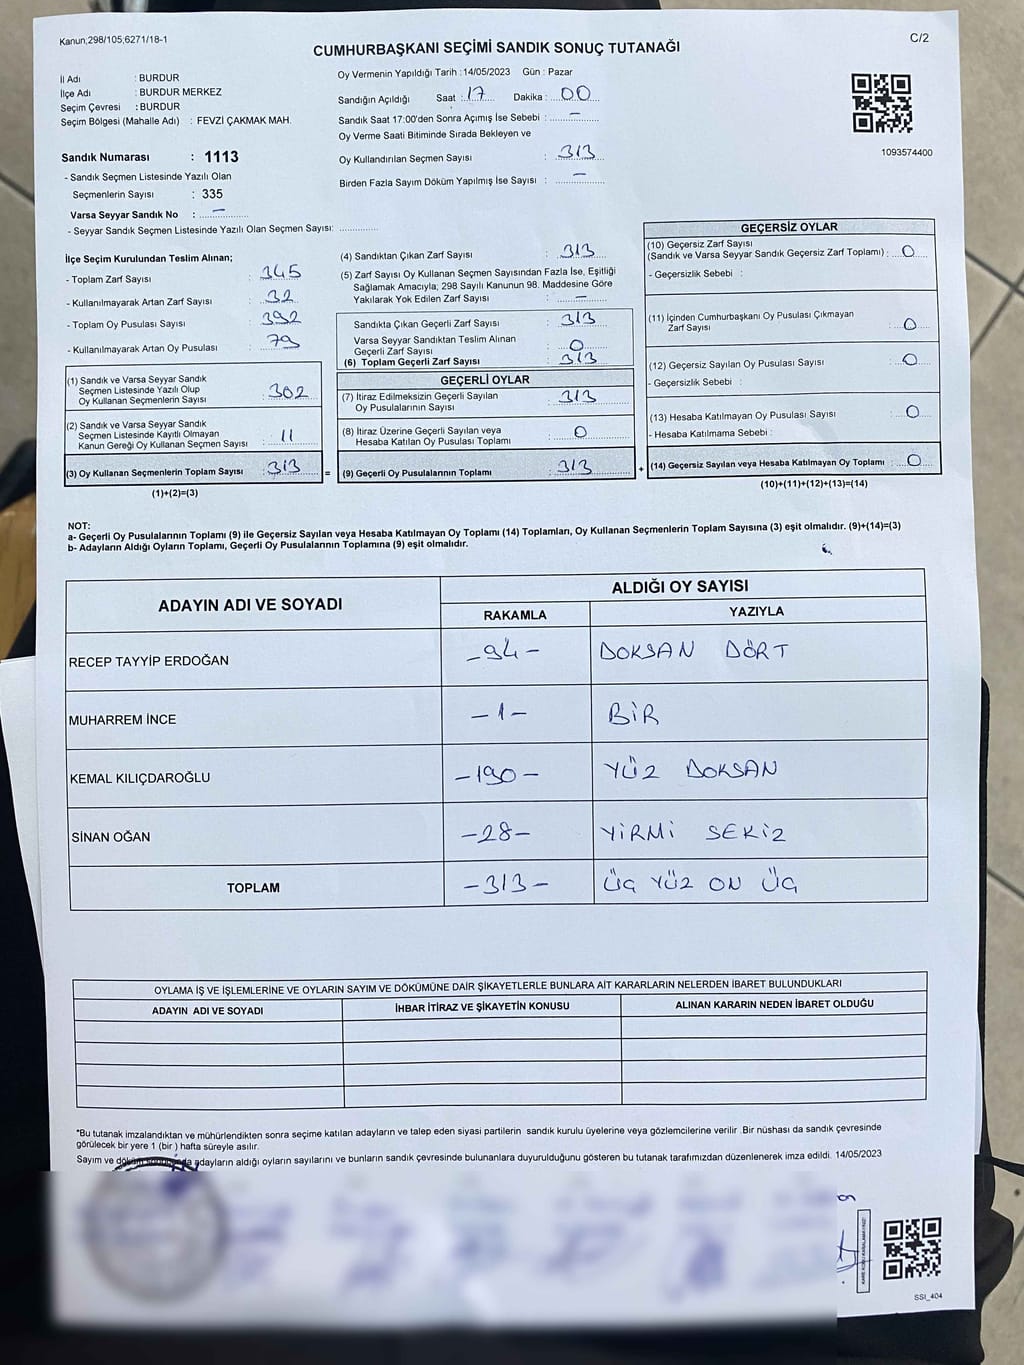 Kanun;298/105;6271/18-1
C/2
CUMHURBAŞKANI SEÇİMİ SANDIK SONUÇ TUTANAĞI
İl Adı : BURDUR
İlçe Adı : BURDUR MERKEZ
Seçim Çevresi : BURDUR
Seçim Bölgesi (Mahalle Adı) : FEVZİ ÇAKMAK MAH.
Sandık Numarası : 1113
- Sandık Seçmen Listesinde Yazılı Olan
Seçmenlerin Sayısı : 335
Varsa Seyyar Sandık No : –
- Seyyar Sandık Seçmen Listesinde Yazılı Olan Seçmen Sayısı:
Oy Vermenin Yapıldığı Tarih :14/05/2023 Gün : Pazar
Sandığın Açıldığı Saat : 17 Dakika : 00
Sandık Saat 17:00'den Sonra Açımış İse Sebebi : –
Oy Verme Saati Bitiminde Sırada Bekleyen ve
Oy Kullandırılan Seçmen Sayısı : 313
Birden Fazla Sayım Döküm Yapılmış İse Sayısı : –
1093574400
İlçe Seçim Kurulundan Teslim Alınan;
- Toplam Zarf Sayısı : 345
- Kullanılmayarak Artan Zarf Sayısı : 32
- Toplam Oy Pusulası Sayısı : 392
- Kullanılmayarak Artan Oy Pusulası : 79
(1) Sandık ve Varsa Seyyar Sandık
Seçmen Listesinde Yazılı Olup
Oy Kullanan Seçmenlerin Sayısı : 302
(2) Sandık ve Varsa Seyyar Sandık
Seçmen Listesinde Kayıtlı Olmayan
Kanun Gereği Oy Kullanan Seçmen Sayısı : 11
(3) Oy Kullanan Seçmenlerin Toplam Sayısı : 313
(1)+(2)=(3)
(4) Sandıktan Çıkan Zarf Sayısı : 313
(5) Zarf Sayısı Oy Kullanan Seçmen Sayısından Fazla İse, Eşitliği
Sağlamak Amacıyla; 298 Sayılı Kanunun 98. Maddesine Göre
Yakılarak Yok Edilen Zarf Sayısı : –
Sandıkta Çıkan Geçerli Zarf Sayısı : 313
Varsa Seyyar Sandıktan Teslim Alınan
Geçerli Zarf Sayısı : 0
(6) Toplam Geçerli Zarf Sayısı : 313
GEÇERLİ OYLAR
(7) İtiraz Edilmeksizin Geçerli Sayılan
Oy Pusulalarının Sayısı : 313
(8) İtiraz Üzerine Geçerli Sayılan veya
Hesaba Katılan Oy Pusulası Toplamı : 0
= (9) Geçerli Oy Pusulalarının Toplamı : 313 +
GEÇERSİZ OYLAR
(10) Geçersiz Zarf Sayısı
(Sandık ve Varsa Seyyar Sandık Geçersiz Zarf Toplamı) : 0
- Geçersizlik Sebebi :
(11) İçinden Cumhurbaşkanı Oy Pusulası Çıkmayan
Zarf Sayısı : 0
(12) Geçersiz Sayılan Oy Pusulası Sayısı : 0
- Geçersizlik Sebebi :
(13) Hesaba Katılmayan Oy Pusulası Sayısı : 0
- Hesaba Katılmama Sebebi :
(14) Geçersiz Sayılan veya Hesaba Katılmayan Oy Toplamı : 0
(10)+(11)+(12)+(13)=(14)
NOT:
a- Geçerli Oy Pusulalarının Toplamı (9) ile Geçersiz Sayılan veya Hesaba Katılmayan Oy Toplamı (14) Toplamları, Oy Kullanan Seçmenlerin Toplam Sayısına (3) eşit olmalıdır. (9)+(14)=(3)
b- Adayların Aldığı Oyların Toplamı, Geçerli Oy Pusulalarının Toplamına (9) eşit olmalıdır.
ADAYIN ADI VE SOYADI ALDIĞI OY SAYISI
RAKAMLA YAZIYLA
RECEP TAYYİP ERDOĞAN -94- DOKSAN DÖRT
MUHARREM İNCE -1- BİR
KEMAL KILIÇDAROĞLU -190- YÜZ DOKSAN
SİNAN OĞAN -28- YİRMİ SEKİZ
TOPLAM -313- ÜÇ YÜZ ON ÜÇ
OYLAMA İŞ VE İŞLEMLERİNE VE OYLARIN SAYIM VE DÖKÜMÜNE DAİR ŞİKAYETLERLE BUNLARA AİT KARARLARIN NELERDEN İBARET BULUNDUKLARI
ADAYIN ADI VE SOYADI İHBAR İTİRAZ VE ŞİKAYETİN KONUSU ALINAN KARARIN NEDEN İBARET OLDUĞU
*Bu tutanak imzalandıktan ve mühürlendikten sonra seçime katılan adayların ve talep eden siyasi partilerin sandık kurulu üyelerine veya gözlemcilerine verilir .Bir nüshası da sandık çevresinde
görülecek bir yere 1 (bir ) hafta süreyle asılır.
Sayım ve döküm sonucunda adayların aldığı oyların sayılarını ve bunların sandık çevresinde bulunanlara duyurulduğunu gösteren bu tutanak tarafımızdan düzenlenerek imza edildi. 14/05/2023
SSI_404